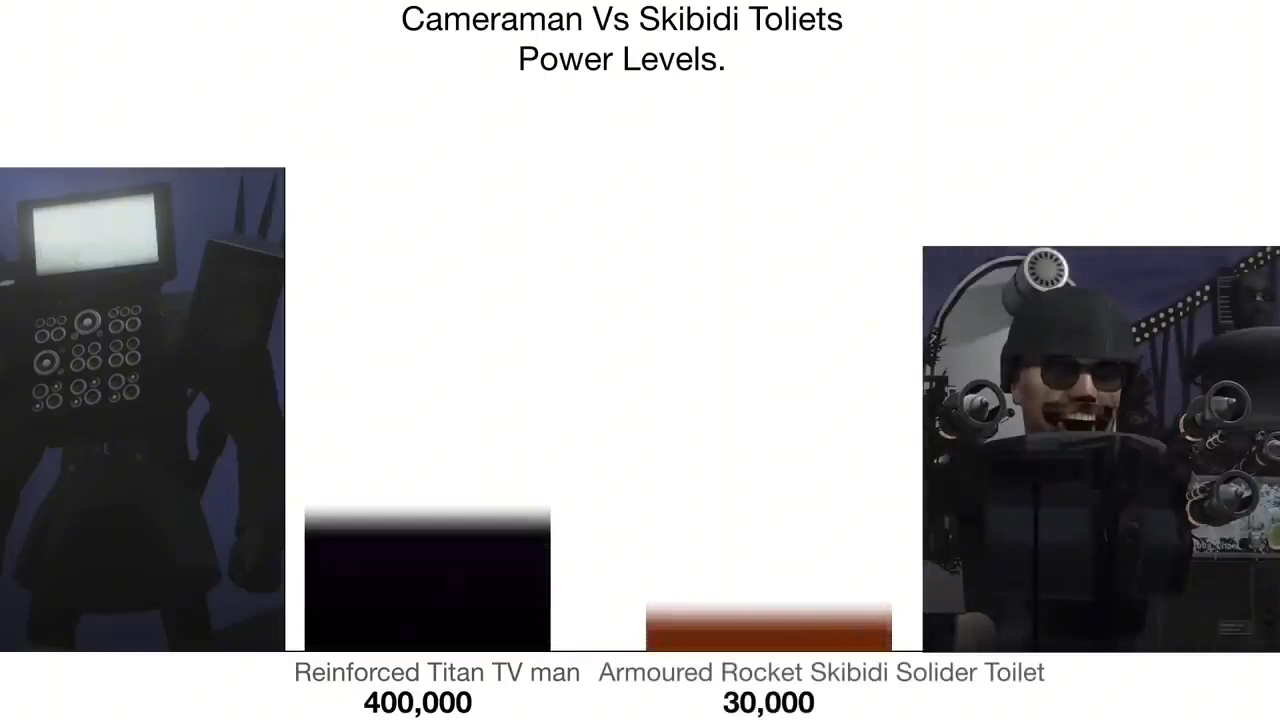 Cameraman Vs Skibidi Toliets
Power Levels.
Reinforced Titan TV man
Armoured Rocket Skibidi Solider Toilet
400,000
30,000